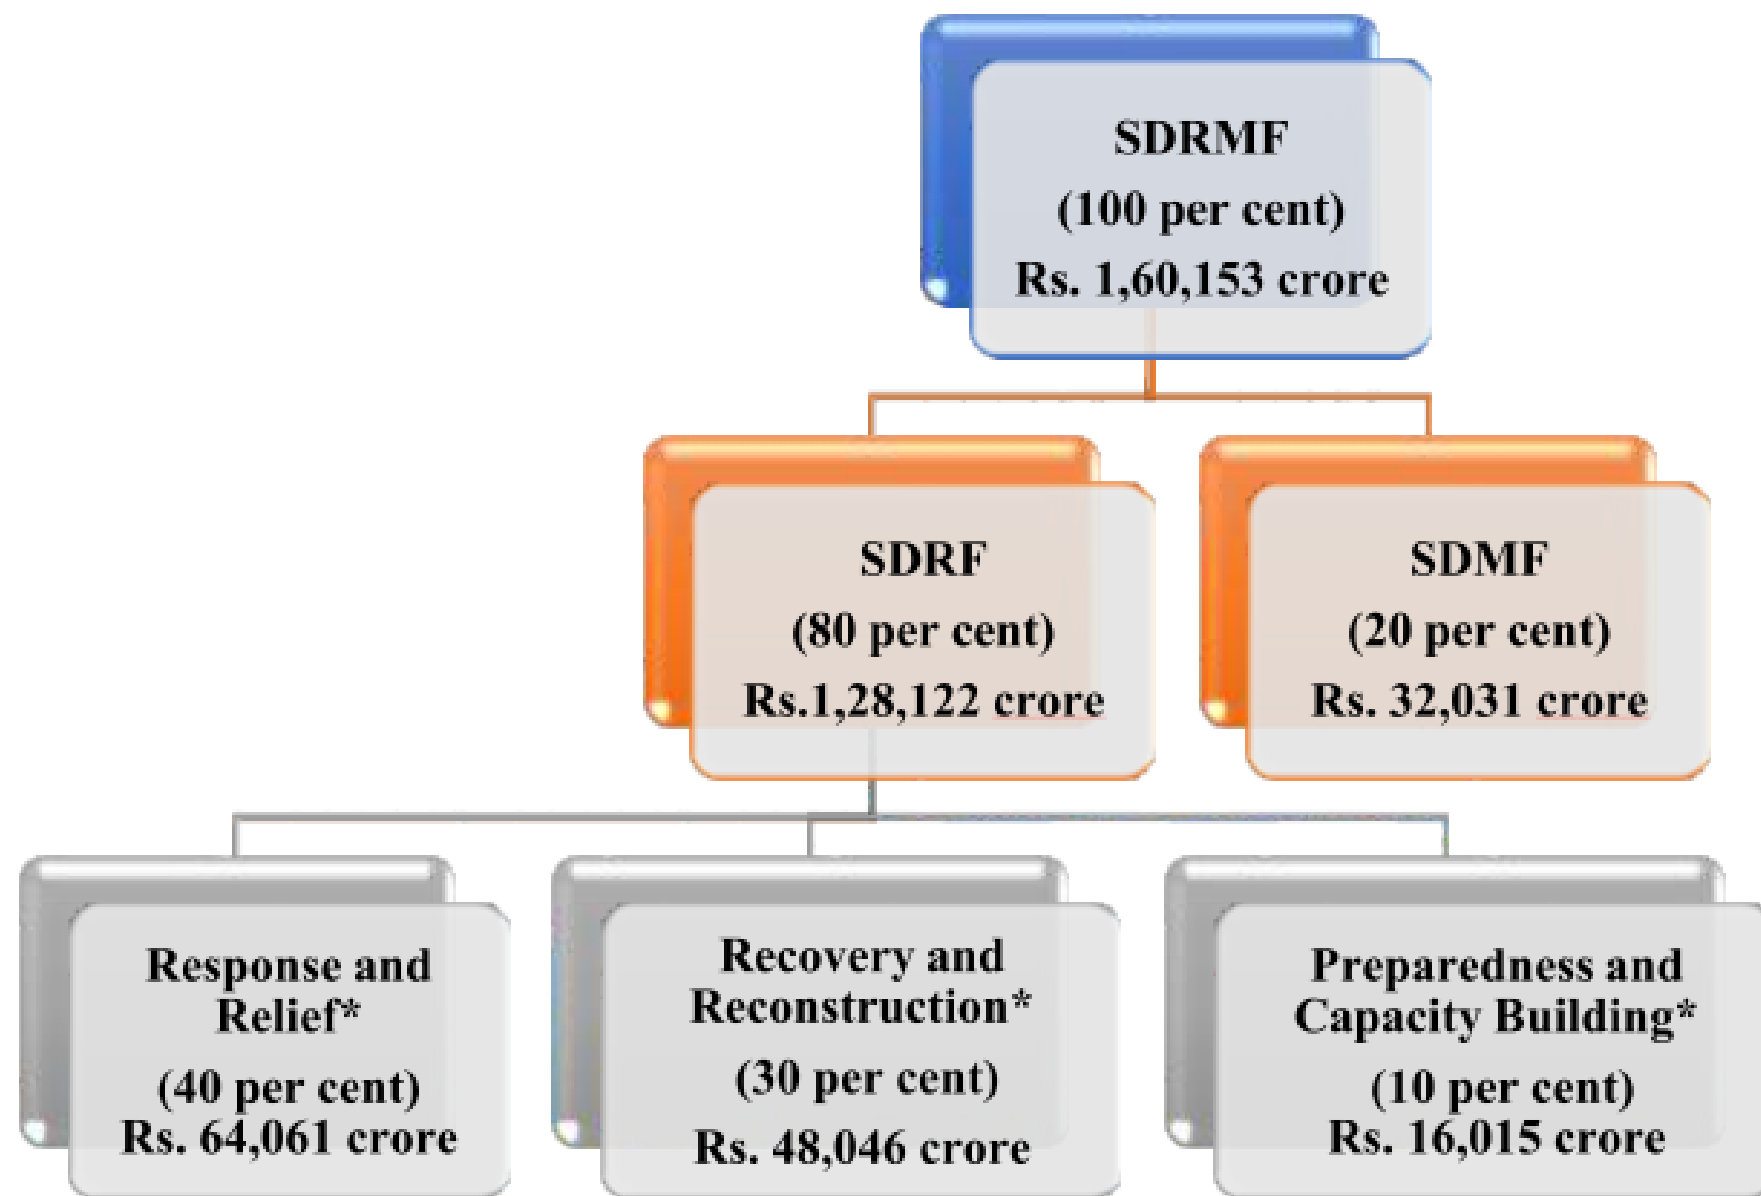 SDRMF
(100 per cent)
Rs. 1,60,153 crore
SDRF
(80 per cent)
Rs.1,28,122 crore
SDMF
(20 per cent)
Rs. 32,031 crore
Response and
Relief*
(40 per cent)
Rs. 64,061 crore
Recovery and
Reconstruction*
(30 per cent)
Rs. 48,046 crore
Preparedness and
Capacity Building*
(10 per cent)
Rs. 16,015 crore